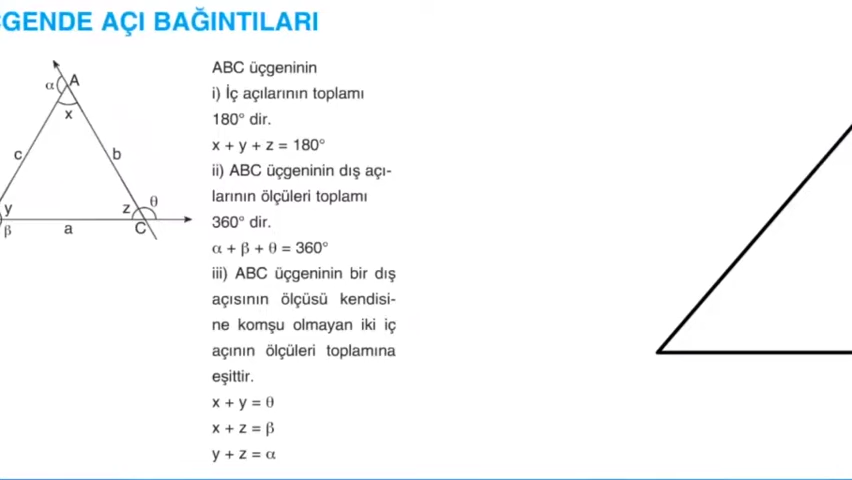 GENDE AÇI BAĞINTILARI
α A
x
c b
y z θ
β a C
ABC üçgeninin
i) İç açılarının toplamı
180° dir.
x + y + z = 180°
ii) ABC üçgeninin dış açı-
larının ölçüleri toplamı
360° dir.
α + β + θ = 360°
iii) ABC üçgeninin bir dış
açısının ölçüsü kendisi-
ne komşu olmayan iki iç
açının ölçüleri toplamına
eşittir.
x + y = θ
x + z = β
y + z = α